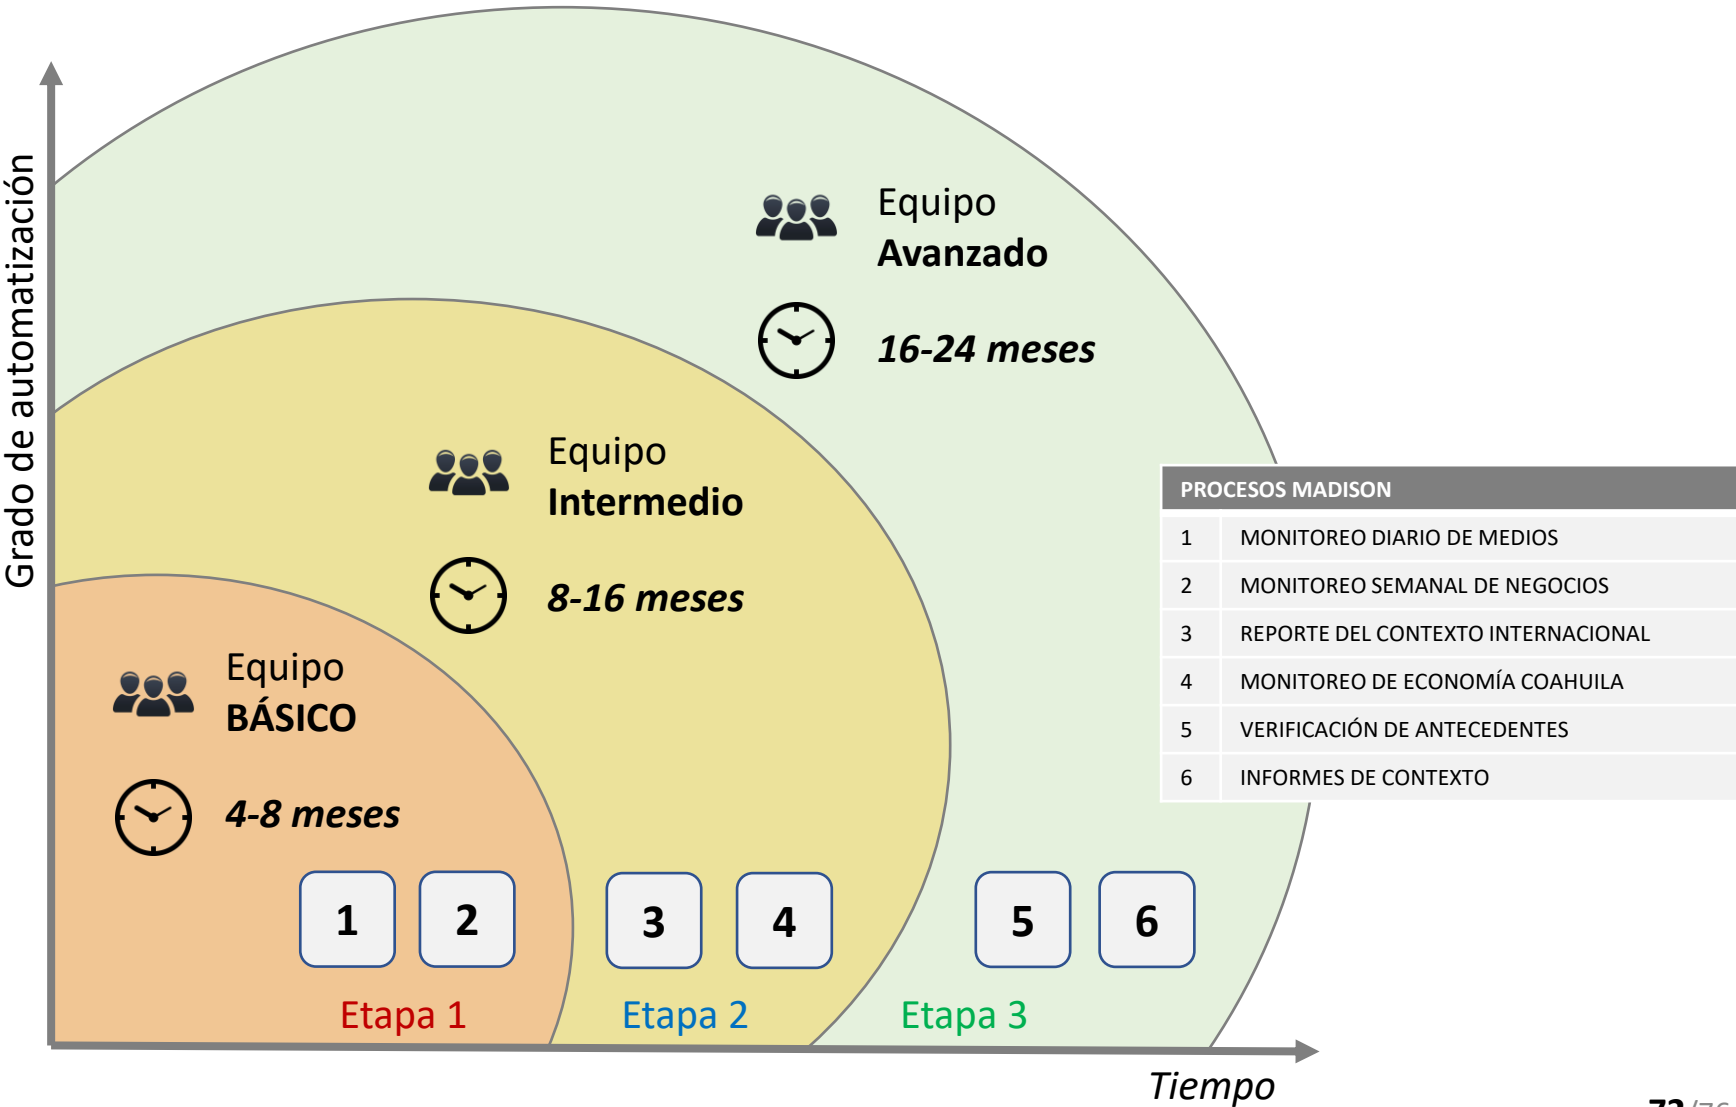 Grado de automatización
Equipo
Avanzado
16-24 meses
Equipo
Intermedio
8-16 meses
Equipo
BÁSICO
4-8 meses
PROCESOS MADISON
1 MONITOREO DIARIO DE MEDIOS
2 MONITOREO SEMANAL DE NEGOCIOS
3 REPORTE DEL CONTEXTO INTERNACIONAL
4 MONITOREO DE ECONOMÍA COAHUILA
5 VERIFICACIÓN DE ANTECEDENTES
6 INFORMES DE CONTEXTO
1 2 3 4 5 6
Etapa 1 Etapa 2 Etapa 3
Tiempo